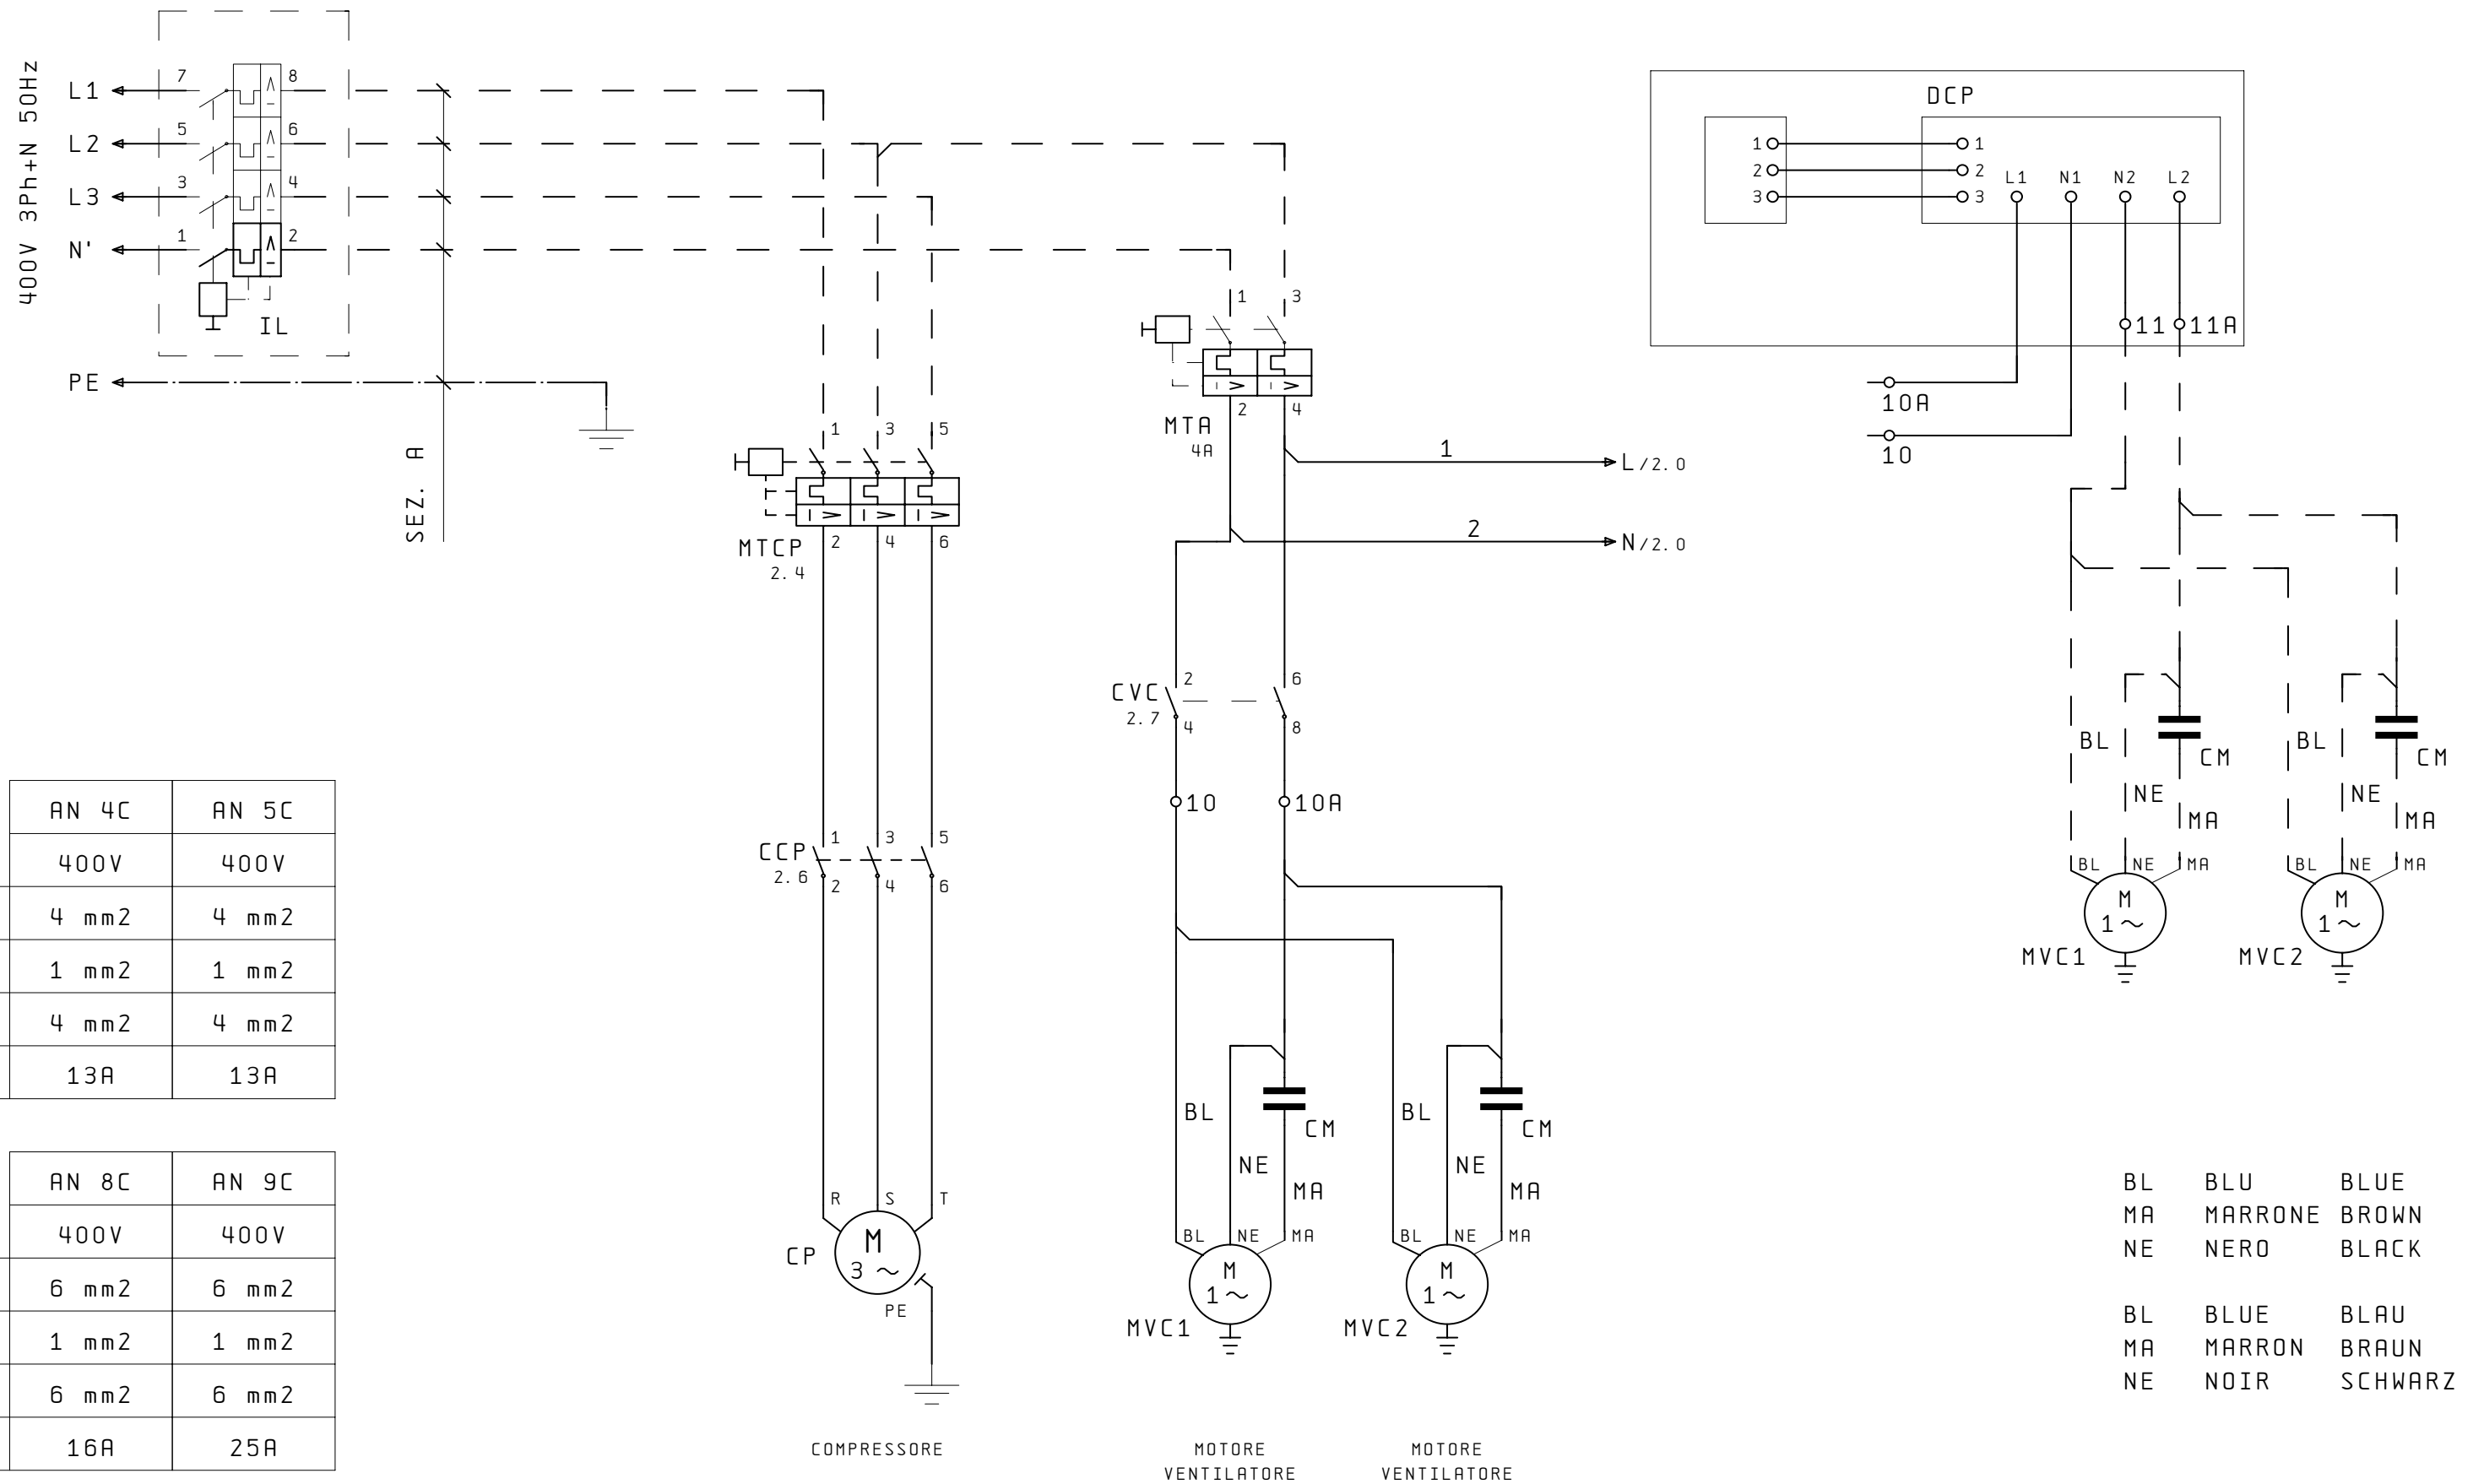 400V 3Ph+N 50Hz
L1
7
8
L2
5
6
L3
3
4
N'
1
2
IL
PE
SEZ. A
1
3
5
MTCP
2.4
2
4
6
CCP
2.6
1
3
5
2
4
6
R
S
T
CP
M
3 ~
PE
COMPRESSORE
1
3
MTA
4A
2
4
1
L/2.0
2
N/2.0
CVC
2.7
2
6
4
8
10
10A
BL
CM
NE
MA
BL
NE
MA
M
1 ~
MVC1
BL
CM
NE
MA
BL
NE
MA
M
1 ~
MVC2
MOTORE
VENTILATORE
MOTORE
VENTILATORE
DCP
1
1
2
2
3
3
L1
N1
N2
L2
11
11A
10A
10
BL
CM
NE
MA
BL
NE
MA
M
1 ~
MVC1
BL
CM
NE
MA
BL
NE
MA
M
1 ~
MVC2
AN 4C AN 5C
400V 400V
4 mm2 4 mm2
1 mm2 1 mm2
4 mm2 4 mm2
13A 13A
AN 8C AN 9C
400V 400V
6 mm2 6 mm2
1 mm2 1 mm2
6 mm2 6 mm2
16A 25A
BL BLU BLUE
MA MARRONE BROWN
NE NERO BLACK
BL BLUE BLAU
MA MARRON BRAUN
NE NOIR SCHWARZ